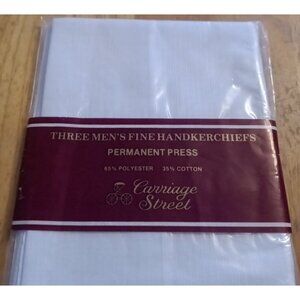 THREE MEN'S FINE HANDKERCHIEFS
PERMANENT PRESS
65% POLYESTER 35% COTTON
Carriage
Street